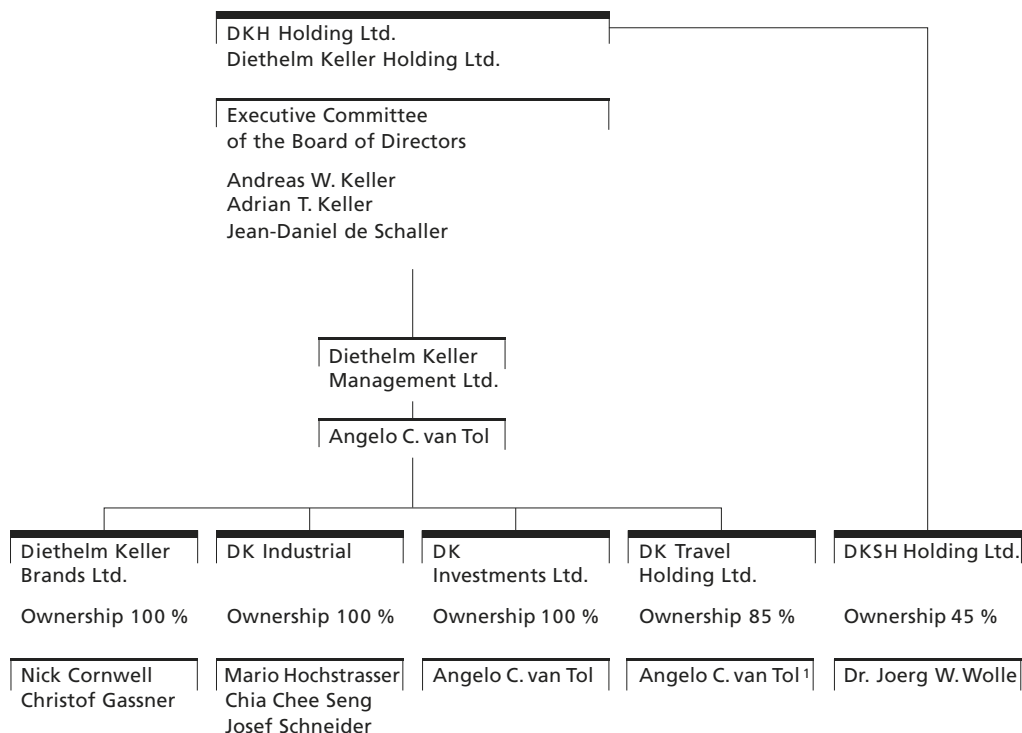 DKH Holding Ltd.
Diethelm Keller Holding Ltd.
Executive Committee
of the Board of Directors
Andreas W. Keller
Adrian T. Keller
Jean-Daniel de Schaller
Diethelm Keller
Management Ltd.
Angelo C. van Tol
Diethelm Keller
Brands Ltd.
Ownership 100 %
Nick Cornwell
Christof Gassner
DK Industrial
Ownership 100 %
Mario Hochstrasser
Chia Chee Seng
Josef Schneider
DK
Investments Ltd.
Ownership 100 %
Angelo C. van Tol
DK Travel
Holding Ltd.
Ownership 85 %
Angelo C. van Tol ¹
DKSH Holding Ltd.
Ownership 45 %
Dr. Joerg W. Wolle